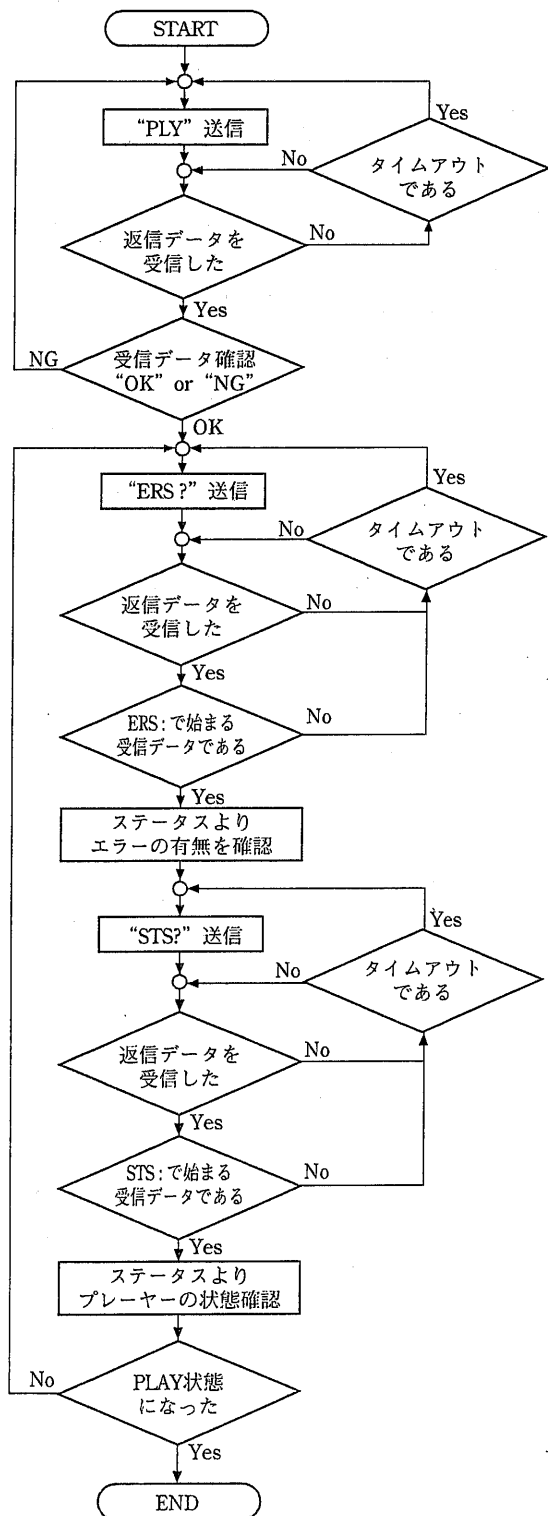 START
Yes
"PLY" 送信
No
タイムアウト
である
返信データを
受信した
No
Yes
NG
受信データ確認
"OK" or "NG"
OK
Yes
"ERS?" 送信
No
タイムアウト
である
返信データを
受信した
No
Yes
ERS:で始まる
受信データである
No
Yes
ステータスより
エラーの有無を確認
Yes
"STS?" 送信
No
タイムアウト
である
返信データを
受信した
No
Yes
STS:で始まる
受信データである
No
Yes
ステータスより
プレーヤーの状態確認
No
PLAY状態
になった
Yes
END